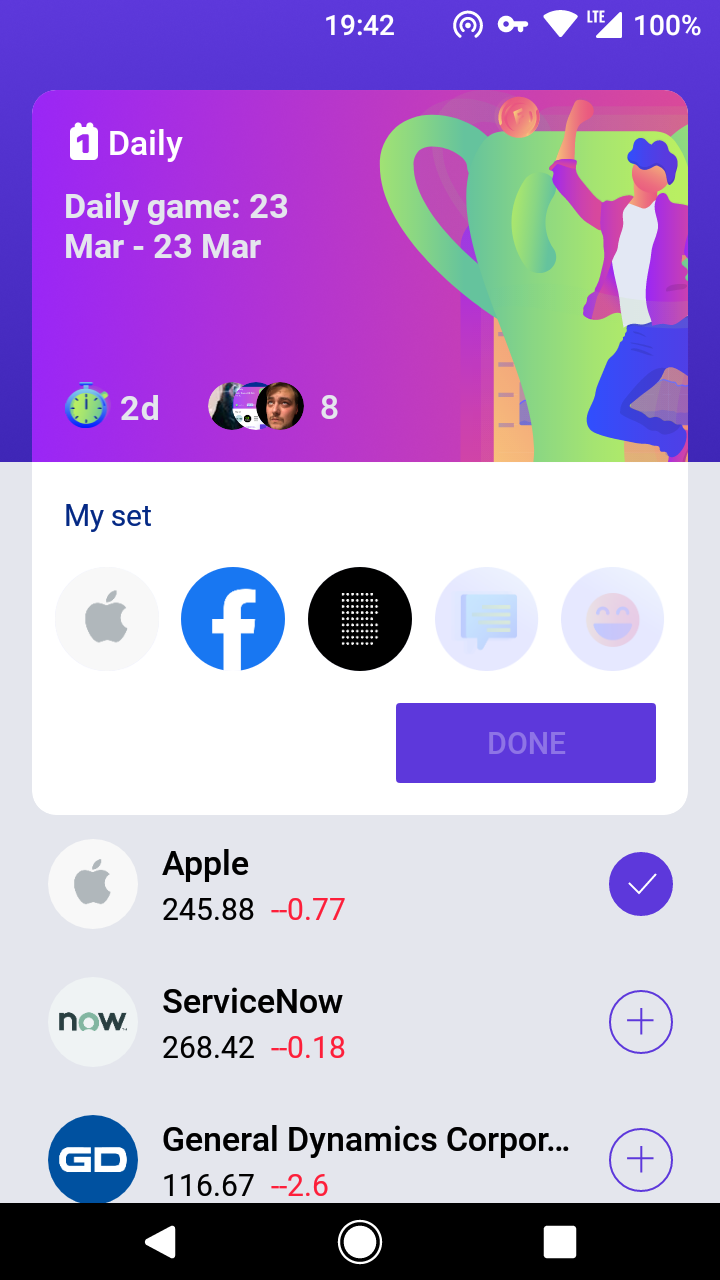 19:42 LTE 100%
1 Daily
Daily game: 23
Mar - 23 Mar
2d 8
My set
DONE
Apple
245.88 --0.77
now
ServiceNow
268.42 --0.18
GD
General Dynamics Corpor...
116.67 --2.6